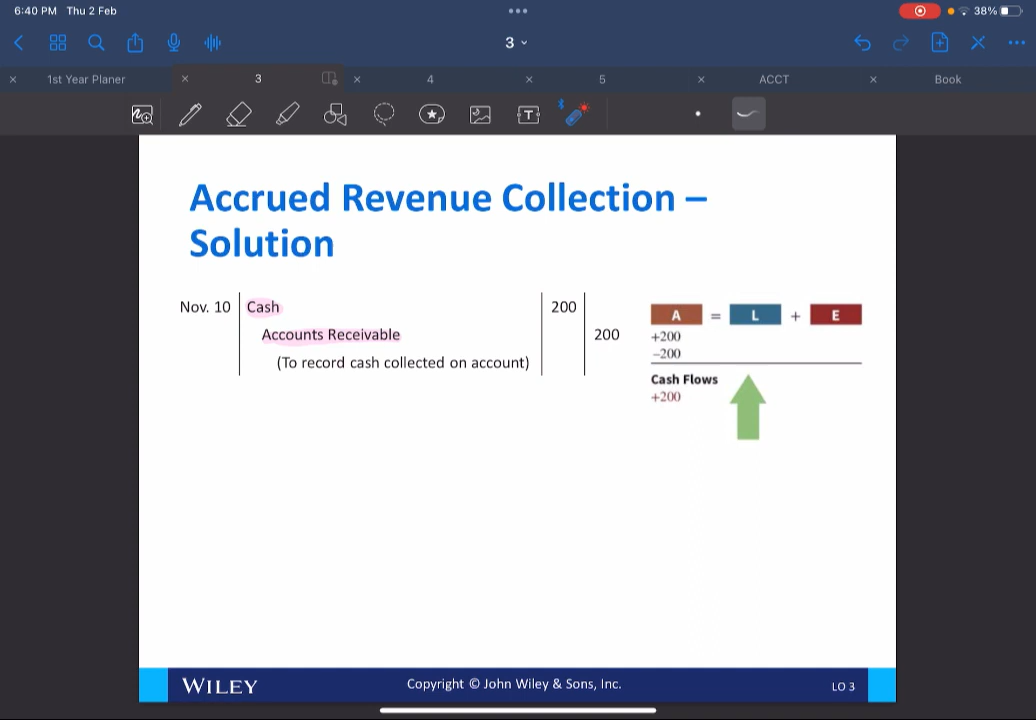 6:40 PM Thu 2 Feb
38%
3
1st Year Planer
3
4
5
ACCT
Book
T
Accrued Revenue Collection –
Solution
Nov. 10 Cash 200
Accounts Receivable 200
(To record cash collected on account)
A = L + E
+200
–200
Cash Flows
+200
WILEY
Copyright © John Wiley & Sons, Inc.
LO 3